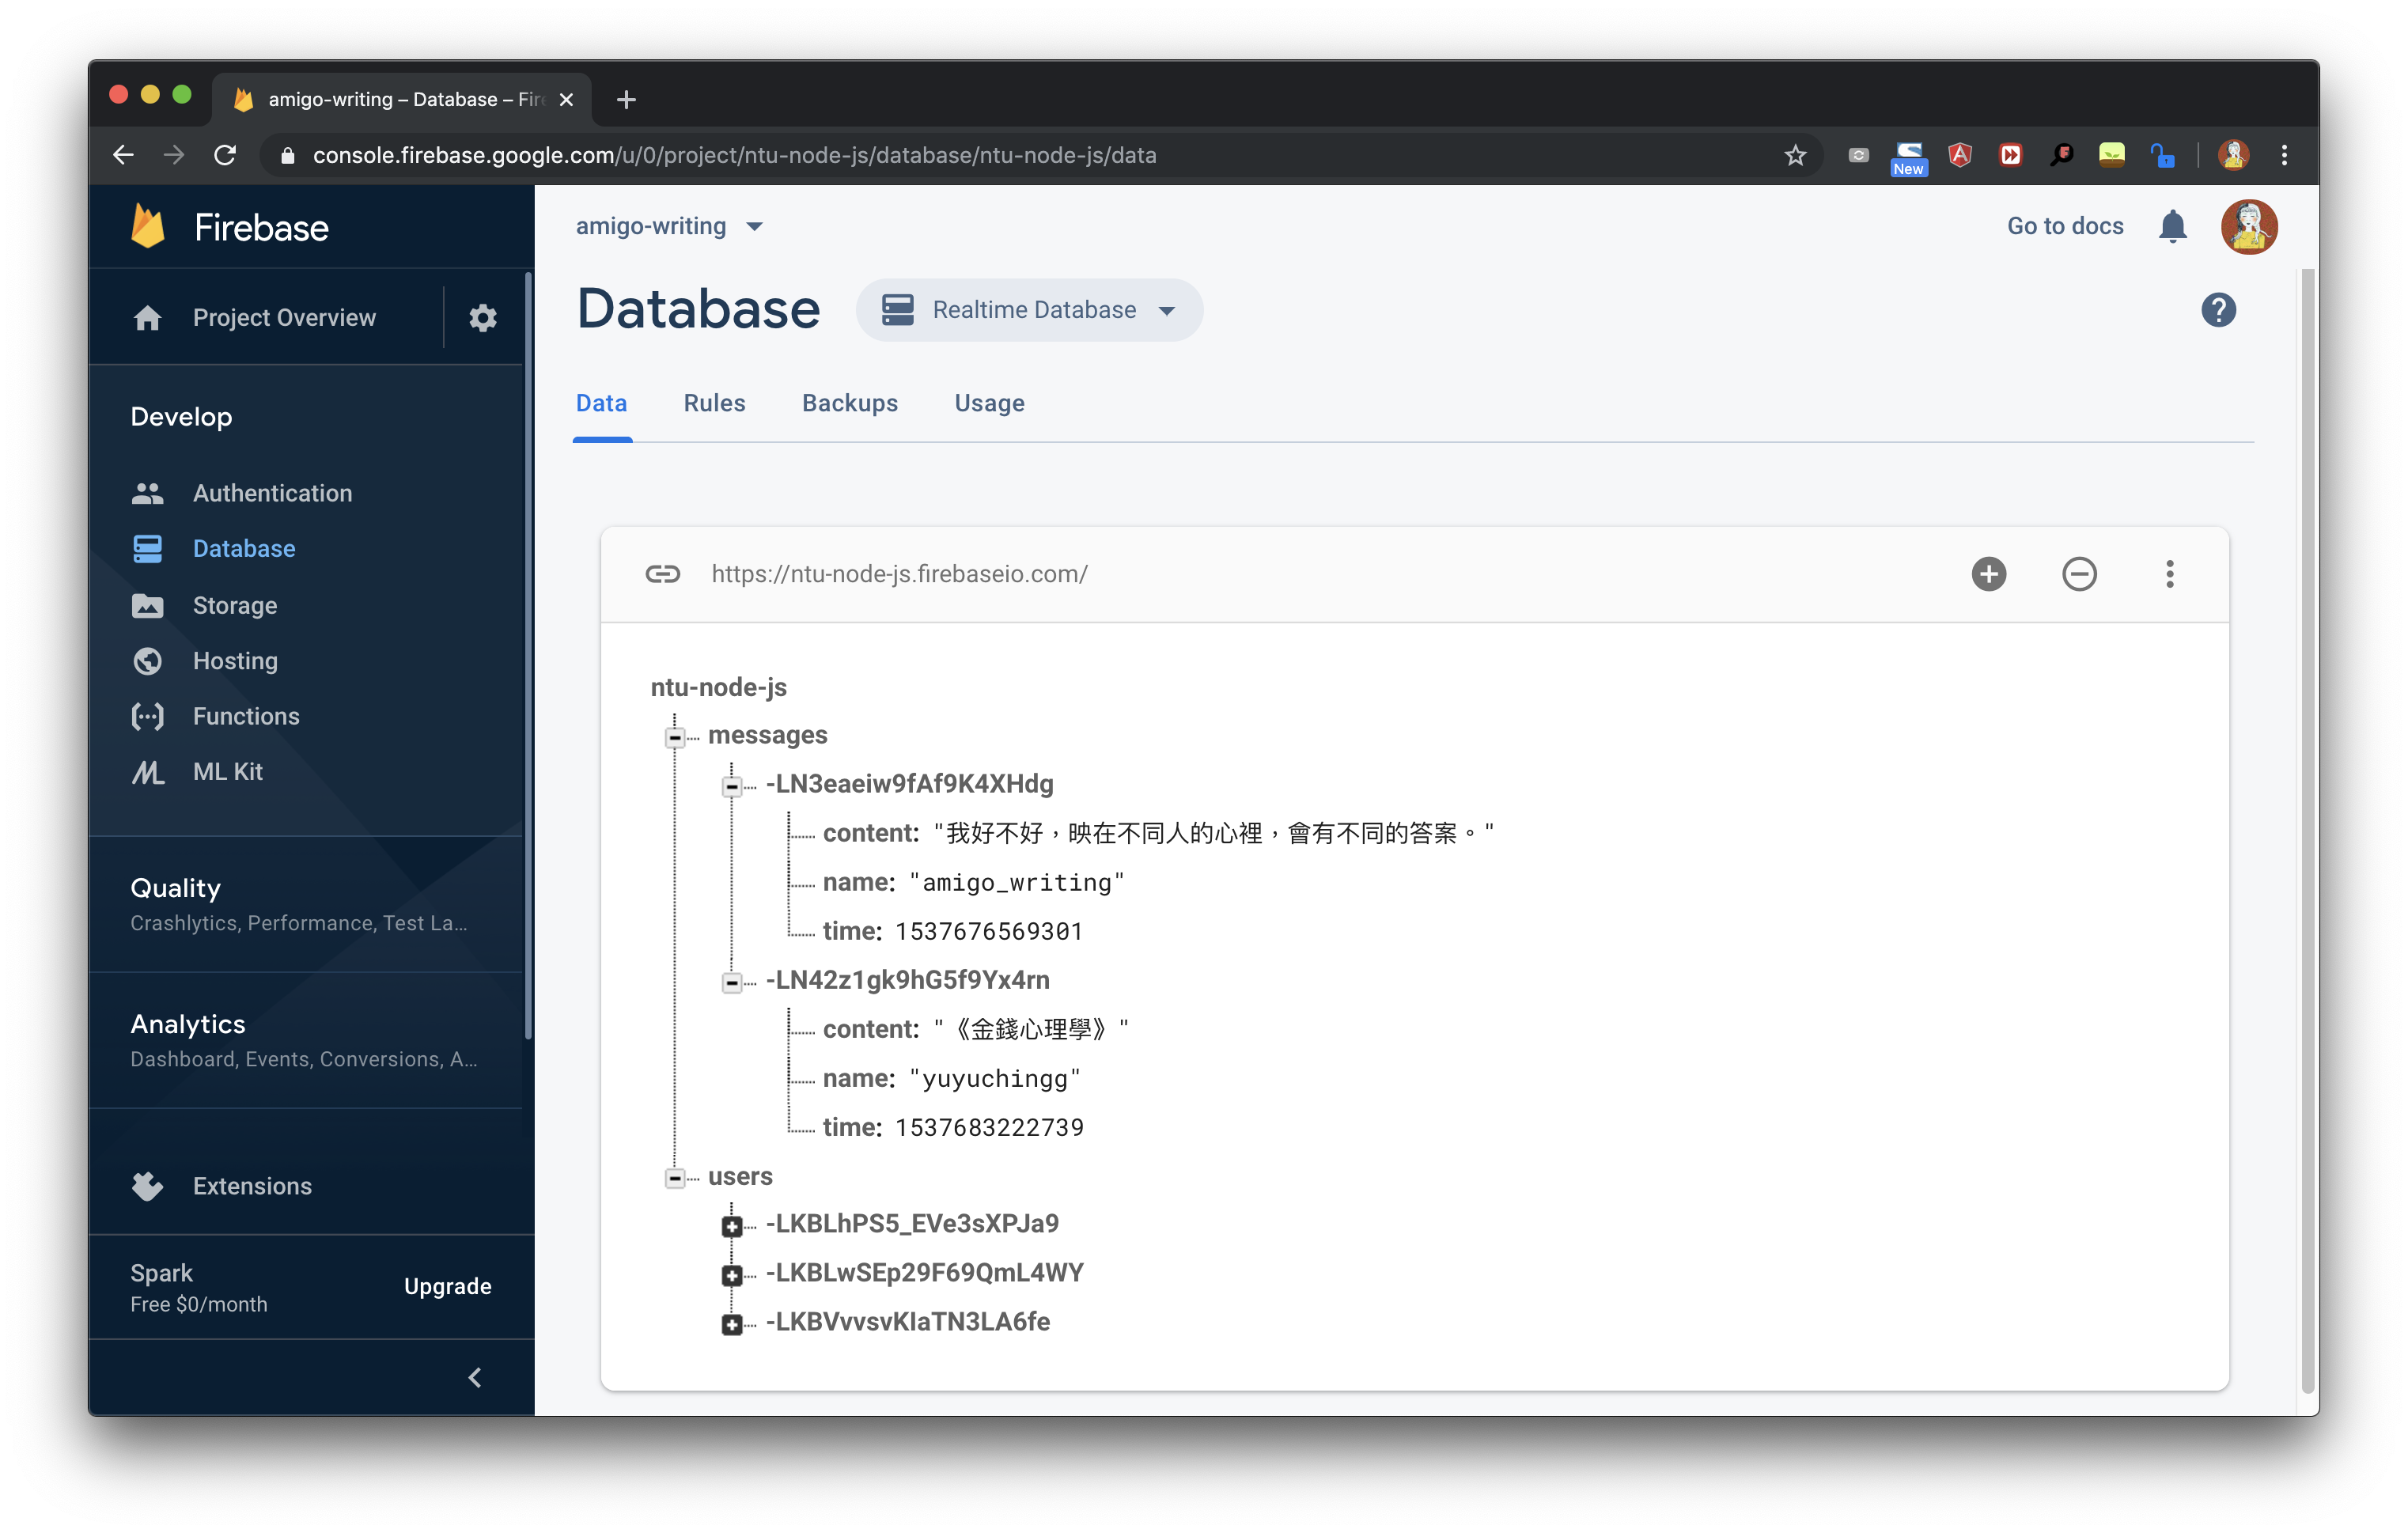 amigo-writing – Database – Fire
console.firebase.google.com/u/0/project/ntu-node-js/database/ntu-node-js/data
New
Firebase
amigo-writing
Go to docs
Project Overview
Database
Realtime Database
Data Rules Backups Usage
Develop
Authentication
Database
Storage
Hosting
Functions
ML Kit
Quality
Crashlytics, Performance, Test La...
Analytics
Dashboard, Events, Conversions, A...
Extensions
Spark
Free $0/month
Upgrade
https://ntu-node-js.firebaseio.com/
ntu-node-js
messages
-LN3eaeiw9fAf9K4XHdg
content: "我好不好，映在不同人的心裡，會有不同的答案。"
name: "amigo_writing"
time: 1537676569301
-LN42z1gk9hG5f9Yx4rn
content: "《金錢心理學》"
name: "yuyuchingg"
time: 1537683222739
users
-LKBLhPS5_EVe3sXPJa9
-LKBLwSEp29F69QmL4WY
-LKBVvvsvKIaTN3LA6fe